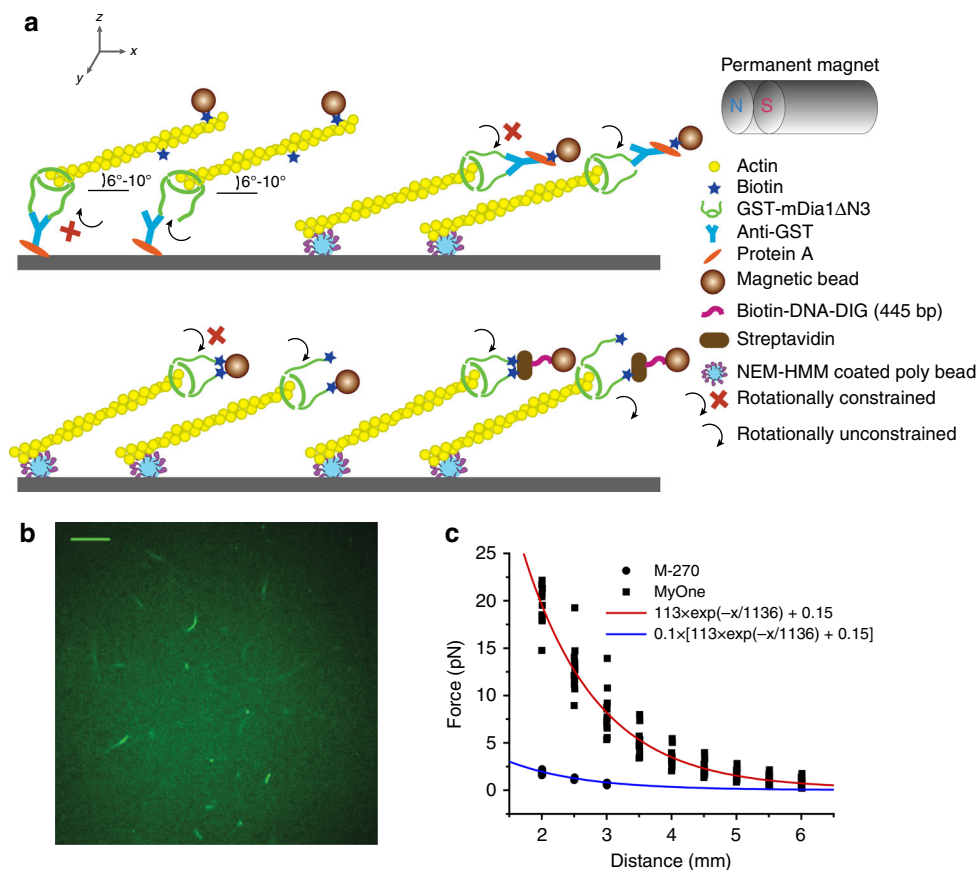 a
z
x
y
6°-10°
6°-10°
Permanent magnet
N S
Actin
Biotin
GST-mDia1ΔN3
Anti-GST
Protein A
Magnetic bead
Biotin-DNA-DIG (445 bp)
Streptavidin
NEM-HMM coated poly bead
Rotationally constrained
Rotationally unconstrained
b
c
25
20
15
10
5
0
Force (pN)
M-270
MyOne
113×exp(–x/1136) + 0.15
0.1×[113×exp(–x/1136) + 0.15]
2 3 4 5 6
Distance (mm)